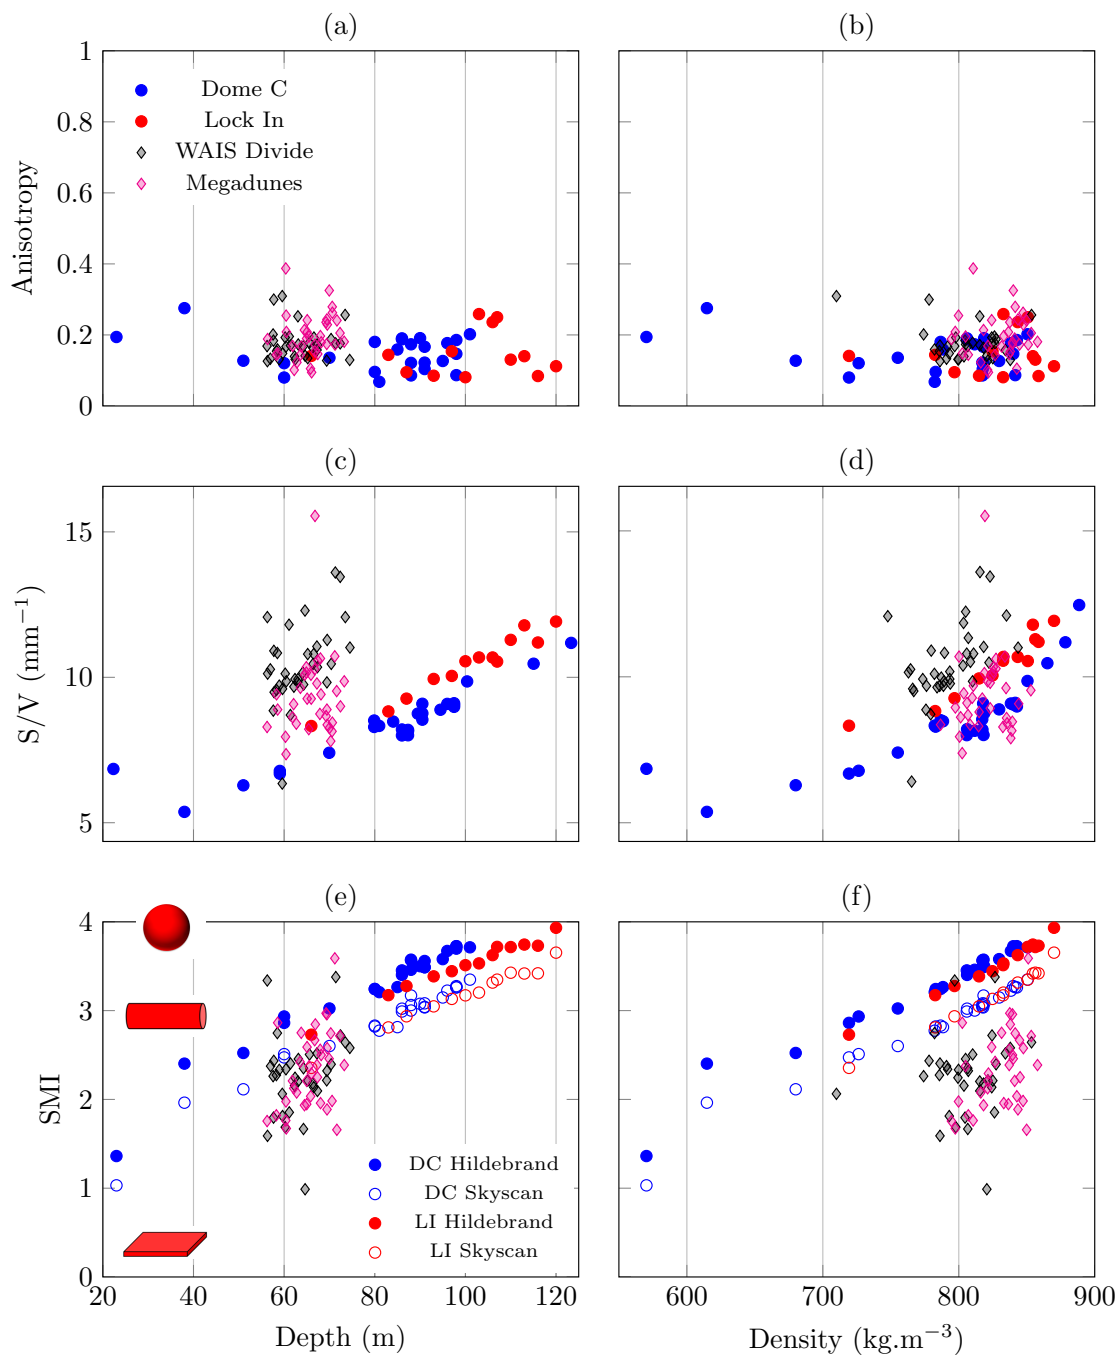 (a)
(b)
1
0.8
0.6
0.4
0.2
0
Anisotropy
Dome C
Lock In
WAIS Divide
Megadunes
(c)
(d)
15
10
5
S/V (mm⁻¹)
(e)
(f)
4
3
2
1
0
SMI
DC Hildebrand
DC Skyscan
LI Hildebrand
LI Skyscan
20 40 60 80 100 120
600 700 800 900
Depth (m)
Density (kg.m⁻³)